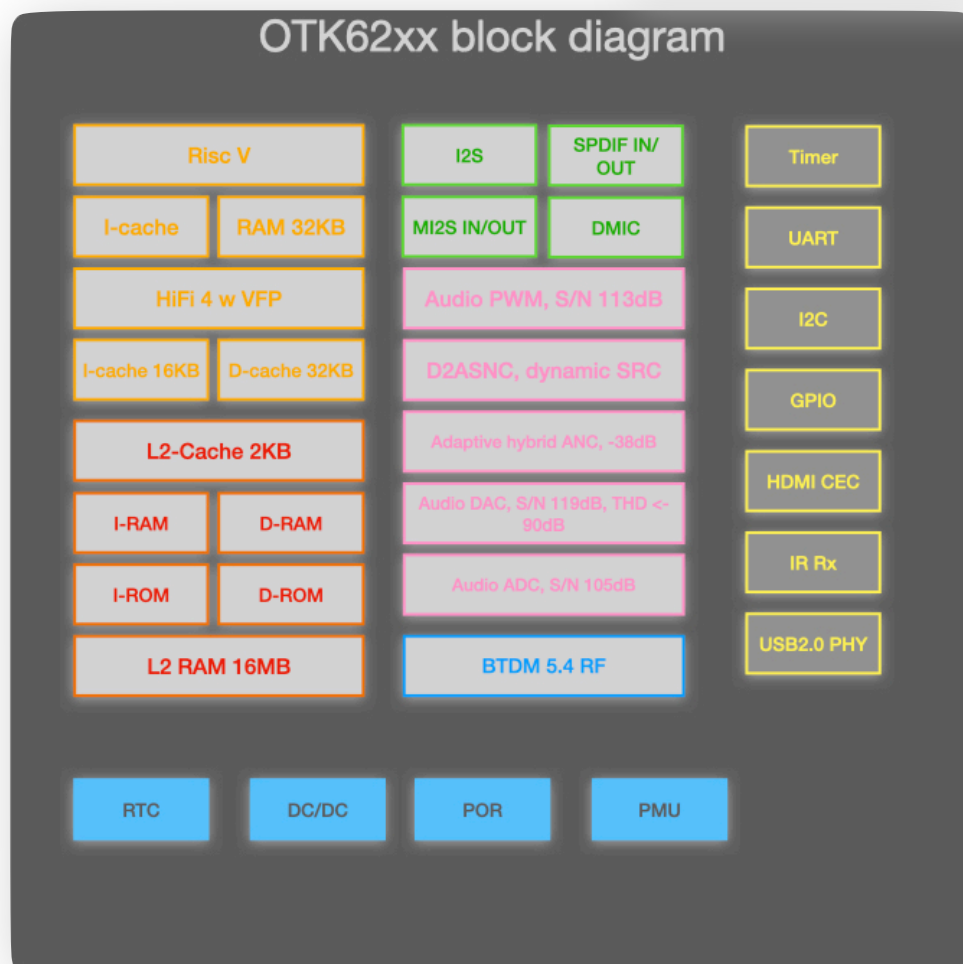 OTK62xx block diagram
Risc V
I-cache
RAM 32KB
HiFi 4 w VFP
I-cache 16KB
D-cache 32KB
L2-Cache 2KB
I-RAM
D-RAM
I-ROM
D-ROM
L2 RAM 16MB
I2S
SPDIF IN/
OUT
MI2S IN/OUT
DMIC
Audio PWM, S/N 113dB
D2ASNC, dynamic SRC
Adaptive hybrid ANC, -38dB
Audio DAC, S/N 119dB, THD <-
90dB
Audio ADC, S/N 105dB
BTDM 5.4 RF
Timer
UART
I2C
GPIO
HDMI CEC
IR Rx
USB2.0 PHY
RTC
DC/DC
POR
PMU